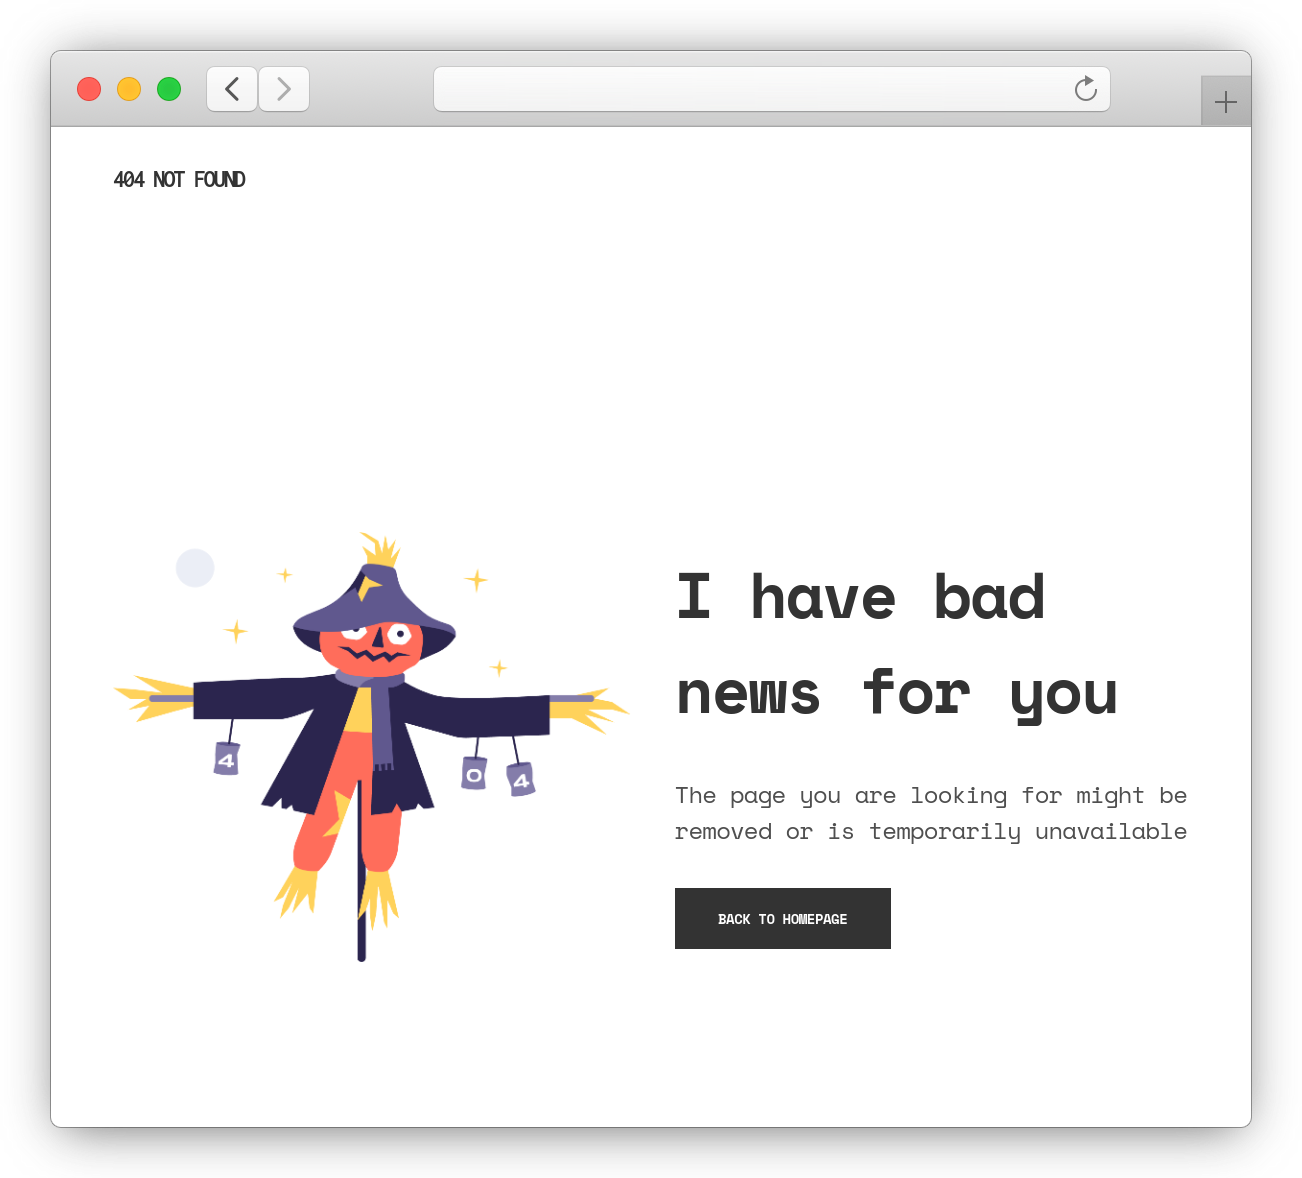 404 NOT FOUND
I have bad
news for you
4
0
4
The page you are looking for might be
removed or is temporarily unavailable
BACK TO HOMEPAGE